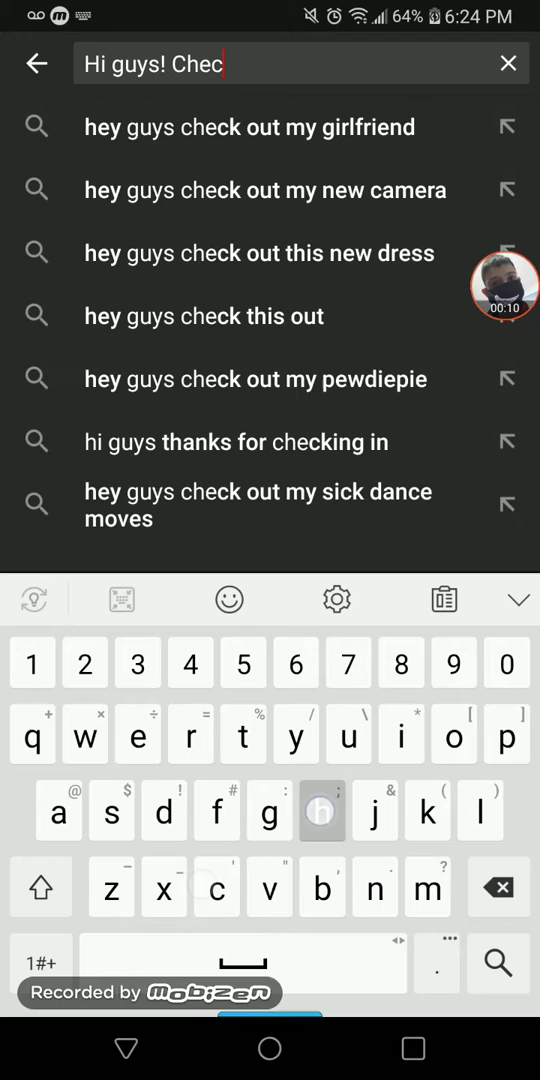 64% 6:24 PM
Hi guys! Chec
hey guys check out my girlfriend
hey guys check out my new camera
hey guys check out this new dress
00:10
hey guys check this out
hey guys check out my pewdiepie
hi guys thanks for checking in
hey guys check out my sick dance
moves
1 2 3 4 5 6 7 8 9 0
+ × ÷ = % / \ * [ ]
q w e r t y u i o p
@ $ ! # : ; & ( )
a s d f g h j k l
– _ ' " , . ?
z x c v b n m
1#+ .
Recorded by mobizen